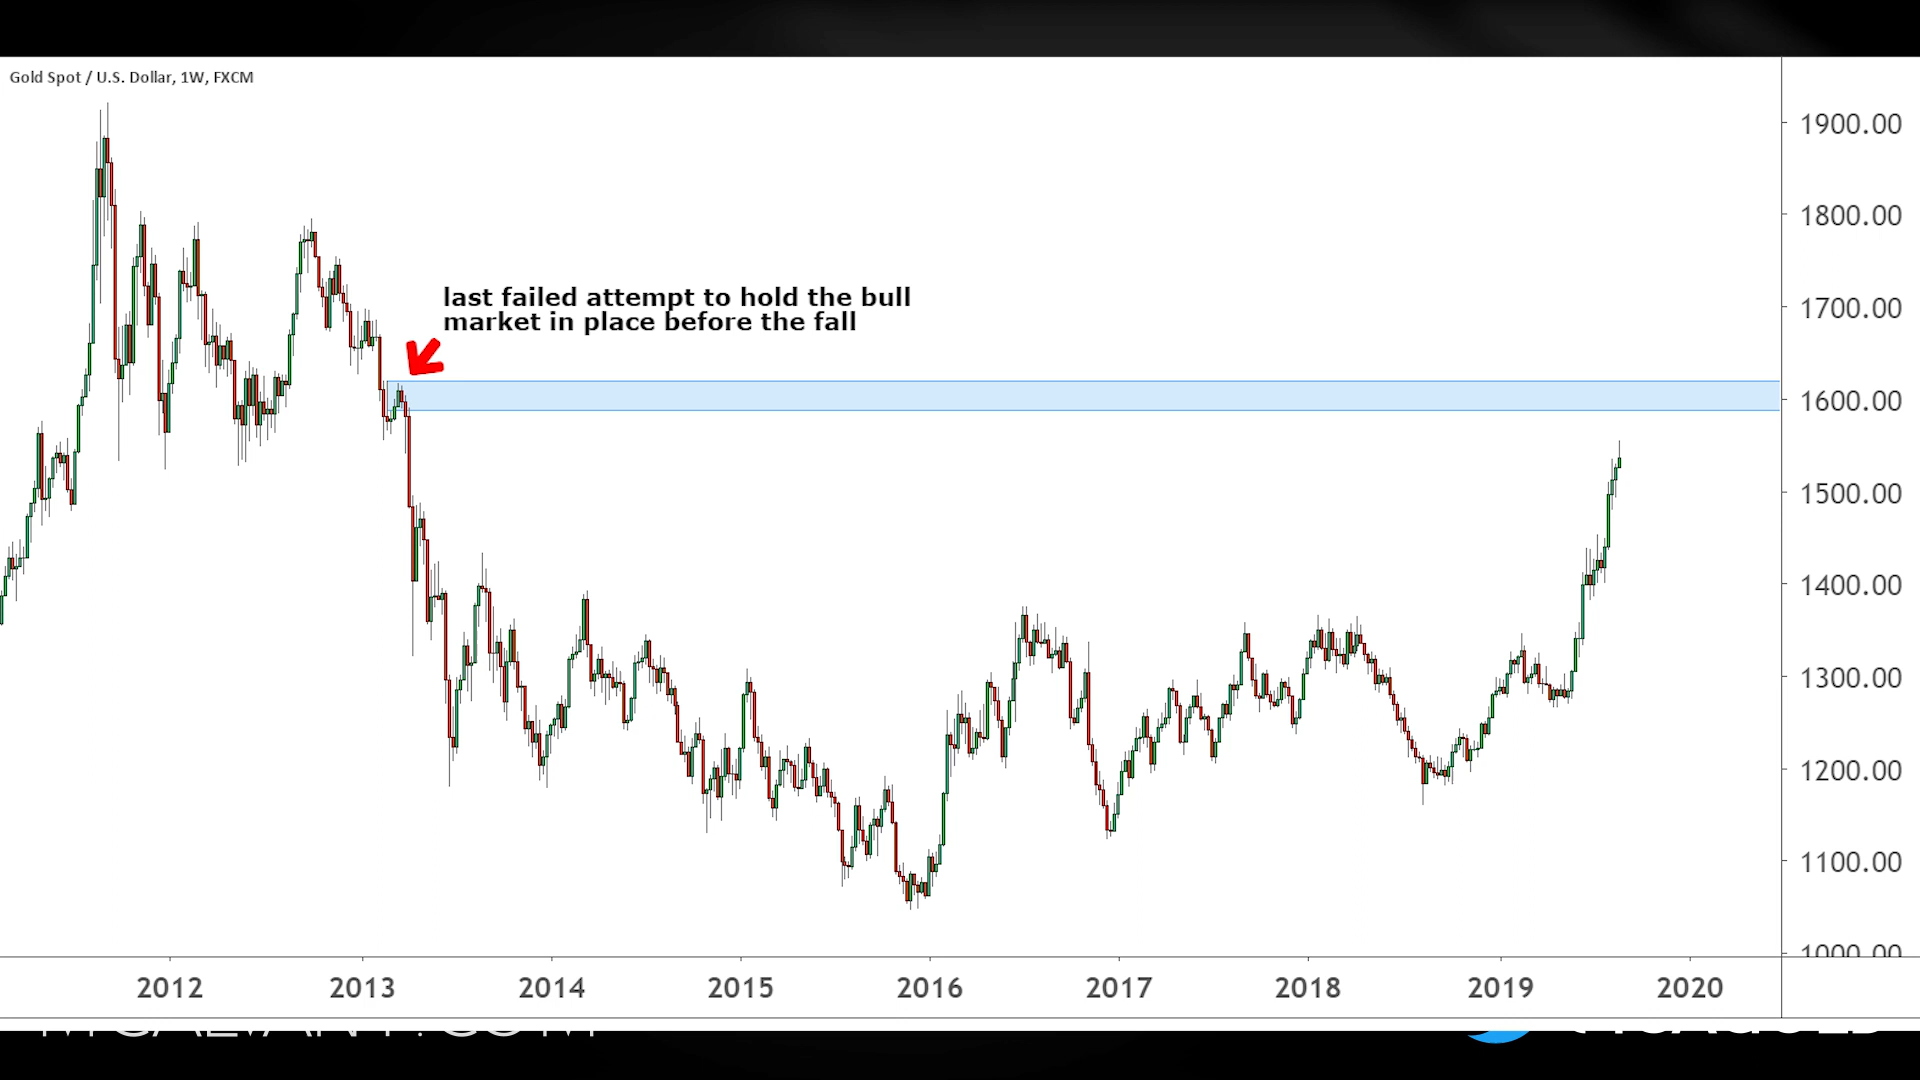 Gold Spot / U.S. Dollar, 1W, FXCM
1900.00
1800.00
last failed attempt to hold the bull
market in place before the fall
1700.00
1600.00
1500.00
1400.00
1300.00
1200.00
1100.00
1000.00
2012 2013 2014 2015 2016 2017 2018 2019 2020